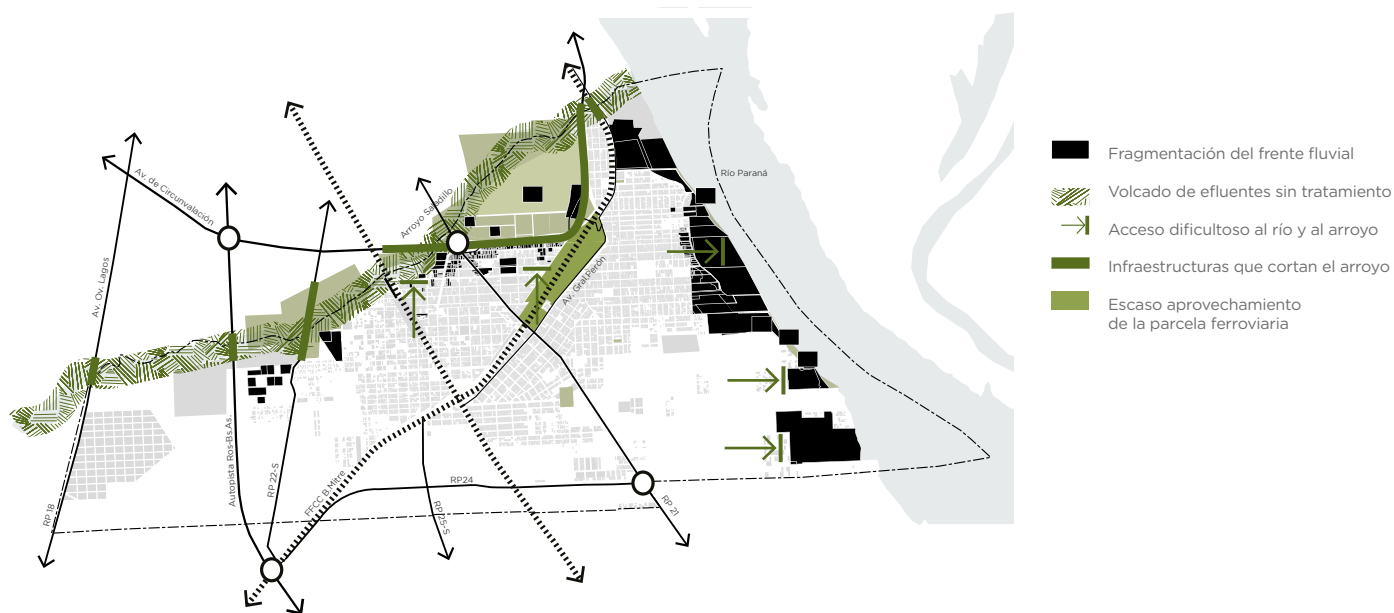 Av. de Circunvalación
Arroyo Saladillo
Río Paraná
Av. Ov. Lagos
Av. Gral Perón
RP 18
Autopista Ros-Bs.As.
RP 22-S
FFCC B.Mitre
RP24
RP 25-S
RP 21
Fragmentación del frente fluvial
Volcado de efluentes sin tratamiento
Acceso dificultoso al río y al arroyo
Infraestructuras que cortan el arroyo
Escaso aprovechamiento
de la parcela ferroviaria